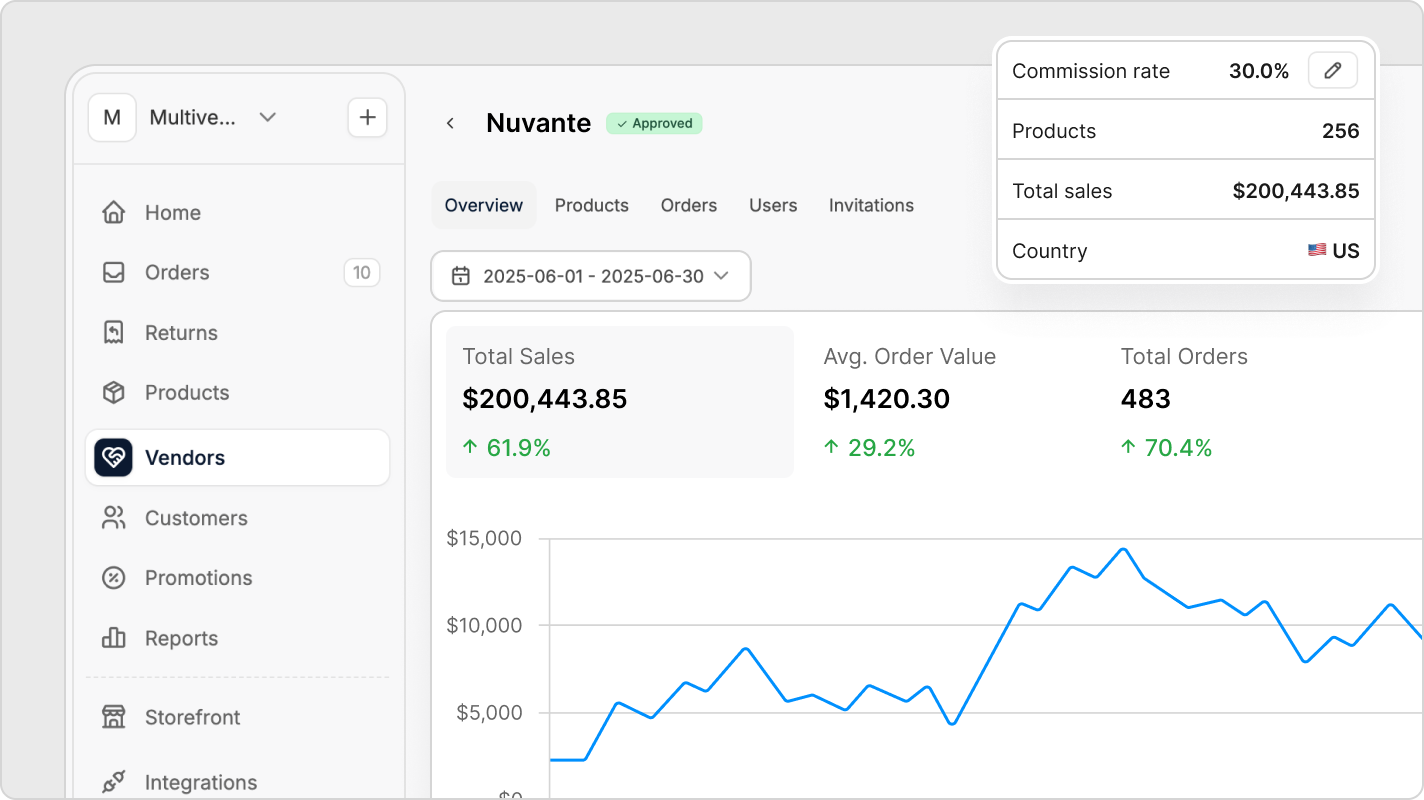 M Multive...
Home
Orders 10
Returns
Products
Vendors
Customers
Promotions
Reports
Storefront
Integrations
Nuvante Approved
Overview Products Orders Users Invitations
2025-06-01 - 2025-06-30
Commission rate 30.0%
Products 256
Total sales $200,443.85
Country US
Total Sales Avg. Order Value Total Orders
$200,443.85 $1,420.30 483
61.9% 29.2% 70.4%
$15,000
$10,000
$5,000
$0